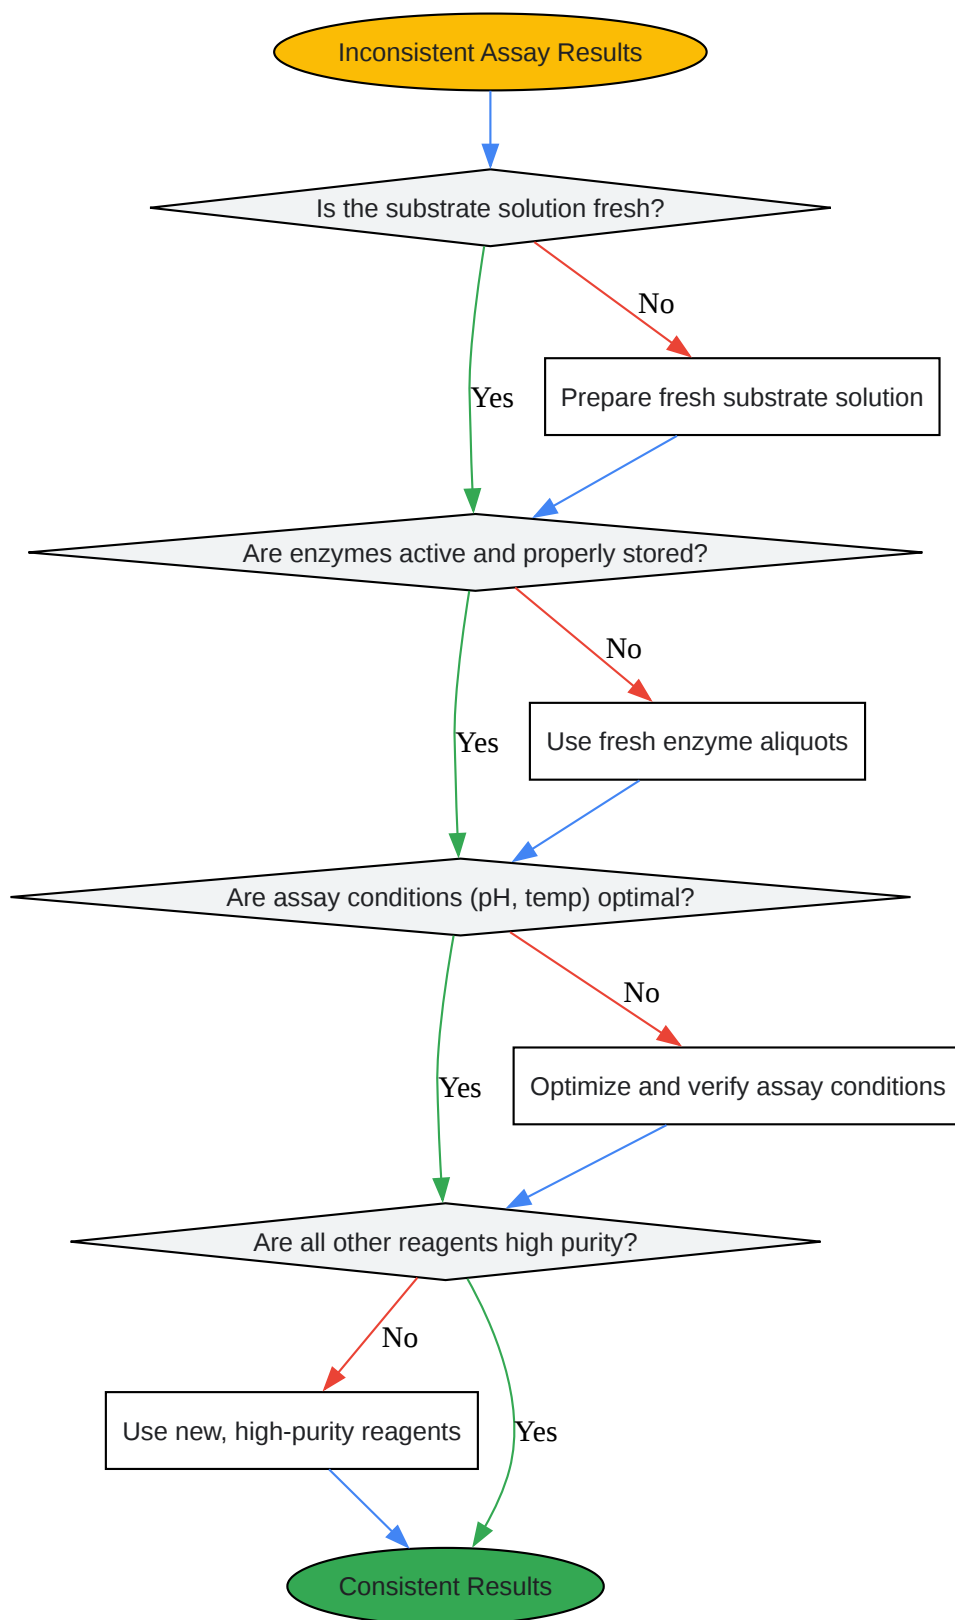 Inconsistent Assay Results
Is the substrate solution fresh?
No
Yes
Prepare fresh substrate solution
Are enzymes active and properly stored?
No
Yes
Use fresh enzyme aliquots
Are assay conditions (pH, temp) optimal?
No
Yes
Optimize and verify assay conditions
Are all other reagents high purity?
No
Use new, high-purity reagents
Yes
Consistent Results